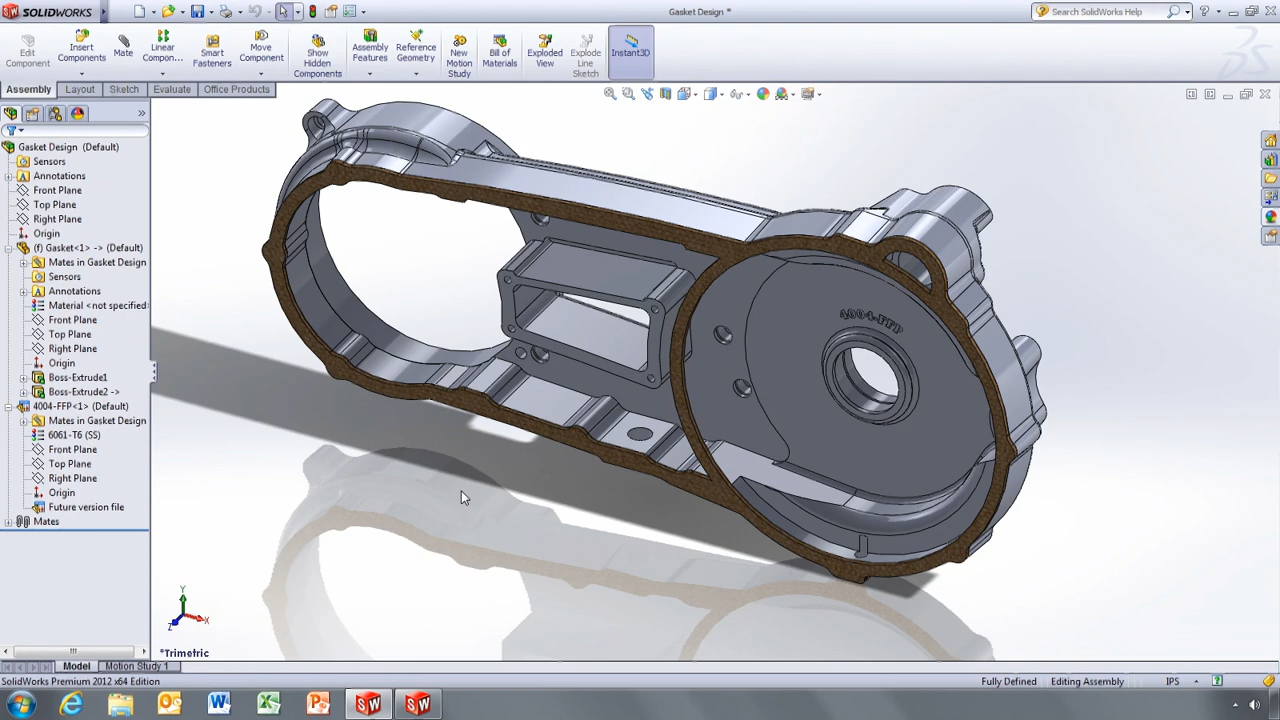 SOLIDWORKS
Gasket Design *
Search SolidWorks Help
Edit Component
Insert Components
Mate
Linear Compon...
Smart Fasteners
Move Component
Show Hidden Components
Assembly Features
Reference Geometry
New Motion Study
Bill of Materials
Exploded View
Explode Line Sketch
Instant3D
Assembly
Layout
Sketch
Evaluate
Office Products
Gasket Design (Default)
Sensors
Annotations
Front Plane
Top Plane
Right Plane
Origin
(f) Gasket<1> -> (Default)
Mates in Gasket Design
Sensors
Annotations
Material <not specified>
Front Plane
Top Plane
Right Plane
Origin
Boss-Extrude1
Boss-Extrude2 ->
4004-FFP<1> (Default)
Mates in Gasket Design
6061-T6 (SS)
Front Plane
Top Plane
Right Plane
Origin
Future version file
Mates
4004-FFP
Y
X
Z
*Trimetric
Model
Motion Study 1
SolidWorks Premium 2012 x64 Edition
Fully Defined
Editing Assembly
IPS